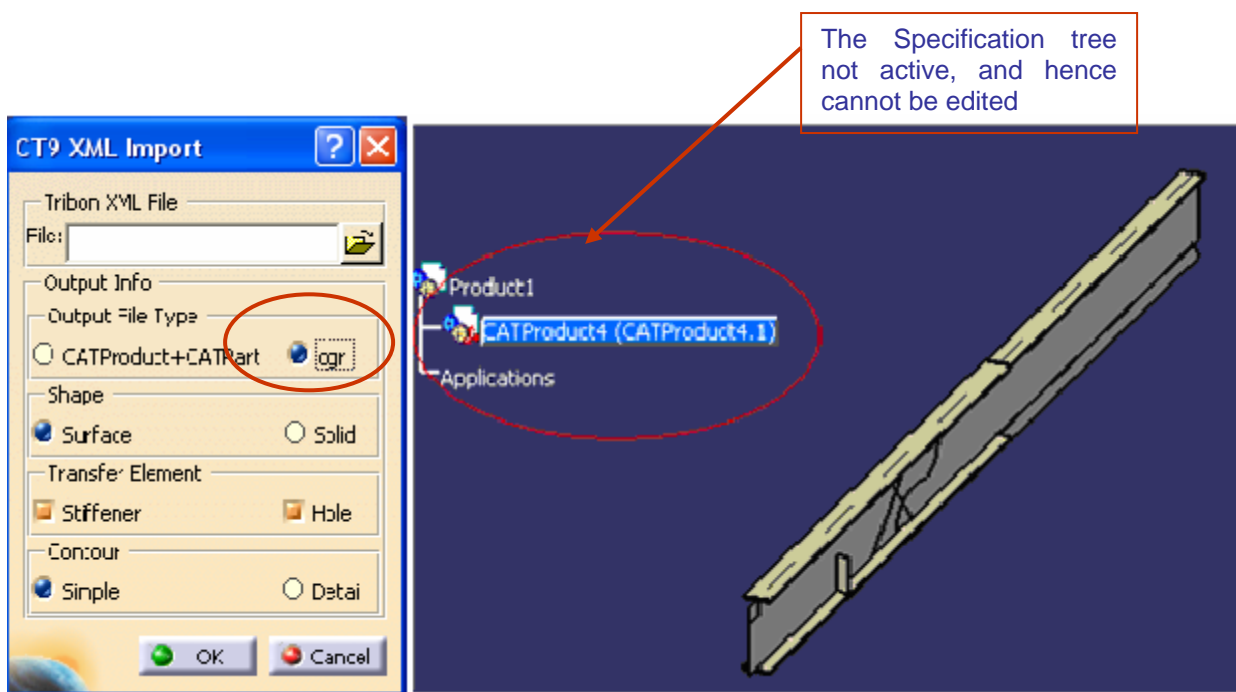 The Specification tree
not active, and hence
cannot be edited
CT9 XML Import
Tribon XML File
File:
Output Info
Output File Type
CATProduct+CATPart
cgr
Shape
Surface
Solid
Transfer Element
Stiffener
Hole
Contour
Simple
Detai
OK
Cancel
Product1
CATProduct4 (CATProduct4.1)
Applications